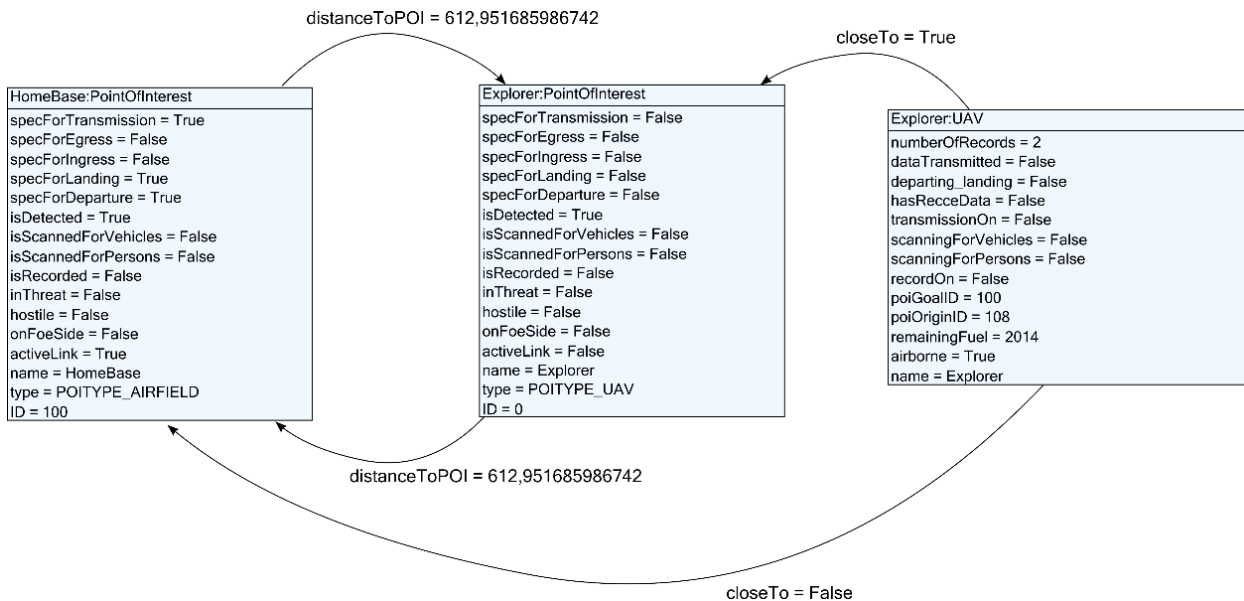 distanceToPOI = 612,951685986742
closeTo = True
HomeBase:PointOfInterest
specForTransmission = True
specForEgress = False
specForIngress = False
specForLanding = True
specForDeparture = True
isDetected = True
isScannedForVehicles = False
isScannedForPersons = False
isRecorded = False
inThreat = False
hostile = False
onFoeSide = False
activeLink = True
name = HomeBase
type = POITYPE_AIRFIELD
ID = 100
Explorer:PointOfInterest
specForTransmission = False
specForEgress = False
specForIngress = False
specForLanding = False
specForDeparture = False
isDetected = True
isScannedForVehicles = False
isScannedForPersons = False
isRecorded = False
inThreat = False
hostile = False
onFoeSide = False
activeLink = False
name = Explorer
type = POITYPE_UAV
ID = 0
Explorer:UAV
numberOfRecords = 2
dataTransmitted = False
departing_landing = False
hasRecceData = False
transmissionOn = False
scanningForVehicles = False
scanningForPersons = False
recordOn = False
poiGoalID = 100
poiOriginID = 108
remainingFuel = 2014
airborne = True
name = Explorer
distanceToPOI = 612,951685986742
closeTo = False